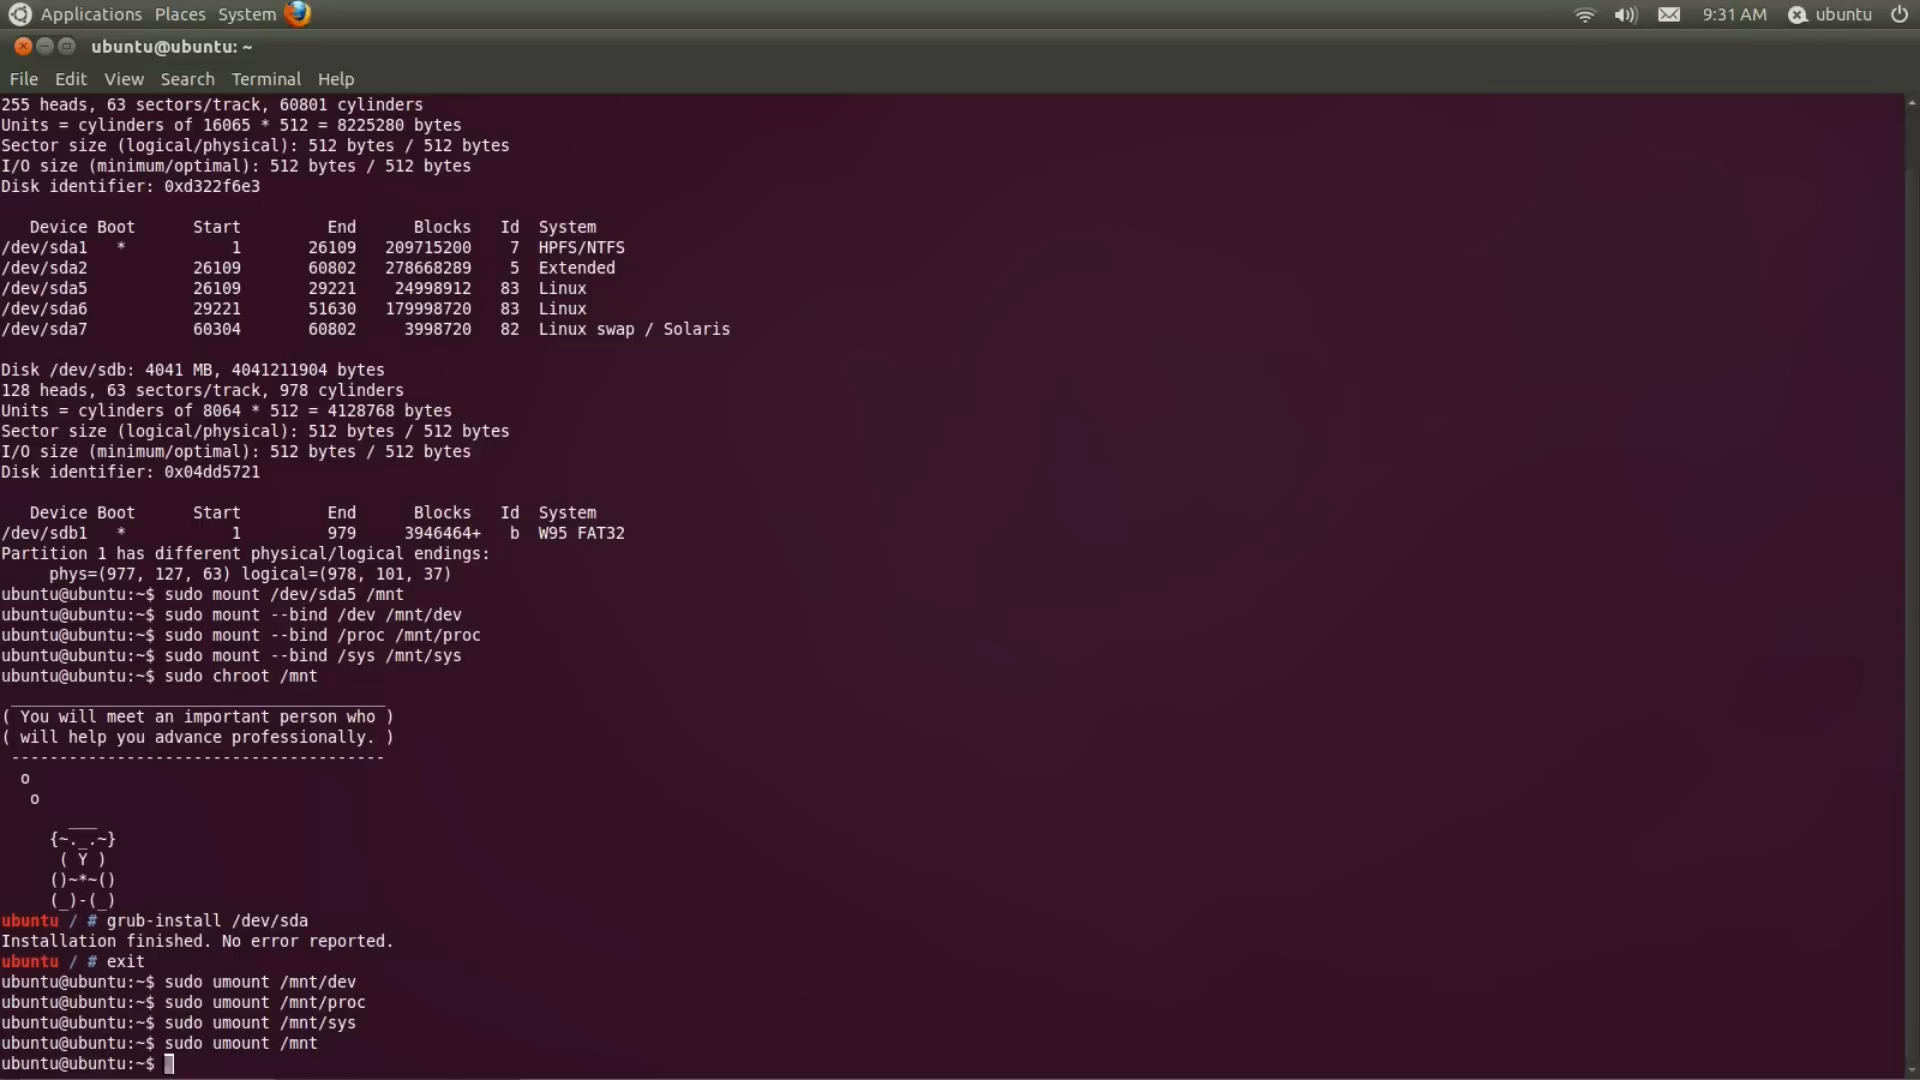 Applications Places System 9:31 AM ubuntu
ubuntu@ubuntu: ~
File Edit View Search Terminal Help
255 heads, 63 sectors/track, 60801 cylinders
Units = cylinders of 16065 * 512 = 8225280 bytes
Sector size (logical/physical): 512 bytes / 512 bytes
I/O size (minimum/optimal): 512 bytes / 512 bytes
Disk identifier: 0xd322f6e3

   Device Boot      Start         End      Blocks   Id  System
/dev/sda1   *           1       26109   209715200    7  HPFS/NTFS
/dev/sda2           26109       60802   278668289    5  Extended
/dev/sda5           26109       29221    24998912   83  Linux
/dev/sda6           29221       51630   179998720   83  Linux
/dev/sda7           60304       60802     3998720   82  Linux swap / Solaris

Disk /dev/sdb: 4041 MB, 4041211904 bytes
128 heads, 63 sectors/track, 978 cylinders
Units = cylinders of 8064 * 512 = 4128768 bytes
Sector size (logical/physical): 512 bytes / 512 bytes
I/O size (minimum/optimal): 512 bytes / 512 bytes
Disk identifier: 0x04dd5721

   Device Boot      Start         End      Blocks   Id  System
/dev/sdb1   *           1         979     3946464+   b  W95 FAT32
Partition 1 has different physical/logical endings:
     phys=(977, 127, 63) logical=(978, 101, 37)
ubuntu@ubuntu:~$ sudo mount /dev/sda5 /mnt
ubuntu@ubuntu:~$ sudo mount --bind /dev /mnt/dev
ubuntu@ubuntu:~$ sudo mount --bind /proc /mnt/proc
ubuntu@ubuntu:~$ sudo mount --bind /sys /mnt/sys
ubuntu@ubuntu:~$ sudo chroot /mnt
 _______________________________________
( You will meet an important person who )
( will help you advance professionally. )
 ---------------------------------------
  o
   o
       ___
     {~._.~}
      ( Y )
     ()~*~()
     (_)-(_)
ubuntu / # grub-install /dev/sda
Installation finished. No error reported.
ubuntu / # exit
ubuntu@ubuntu:~$ sudo umount /mnt/dev
ubuntu@ubuntu:~$ sudo umount /mnt/proc
ubuntu@ubuntu:~$ sudo umount /mnt/sys
ubuntu@ubuntu:~$ sudo umount /mnt
ubuntu@ubuntu:~$